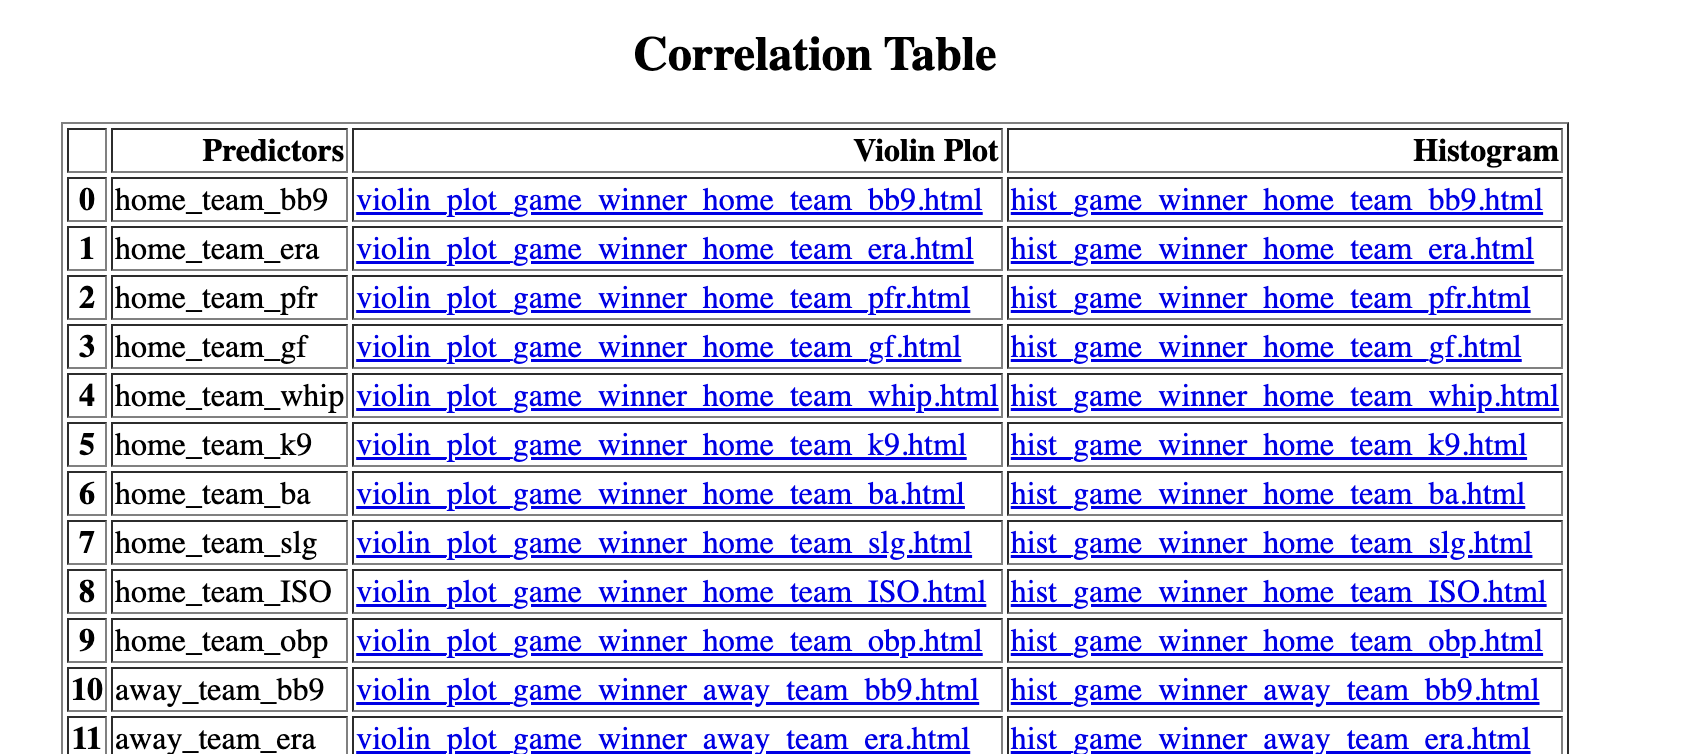 Correlation Table
Predictors Violin Plot Histogram
0 home_team_bb9 violin_plot_game_winner_home_team_bb9.html hist_game_winner_home_team_bb9.html
1 home_team_era violin_plot_game_winner_home_team_era.html hist_game_winner_home_team_era.html
2 home_team_pfr violin_plot_game_winner_home_team_pfr.html hist_game_winner_home_team_pfr.html
3 home_team_gf violin_plot_game_winner_home_team_gf.html hist_game_winner_home_team_gf.html
4 home_team_whip violin_plot_game_winner_home_team_whip.html hist_game_winner_home_team_whip.html
5 home_team_k9 violin_plot_game_winner_home_team_k9.html hist_game_winner_home_team_k9.html
6 home_team_ba violin_plot_game_winner_home_team_ba.html hist_game_winner_home_team_ba.html
7 home_team_slg violin_plot_game_winner_home_team_slg.html hist_game_winner_home_team_slg.html
8 home_team_ISO violin_plot_game_winner_home_team_ISO.html hist_game_winner_home_team_ISO.html
9 home_team_obp violin_plot_game_winner_home_team_obp.html hist_game_winner_home_team_obp.html
10 away_team_bb9 violin_plot_game_winner_away_team_bb9.html hist_game_winner_away_team_bb9.html
11 away_team_era violin_plot_game_winner_away_team_era.html hist_game_winner_away_team_era.html